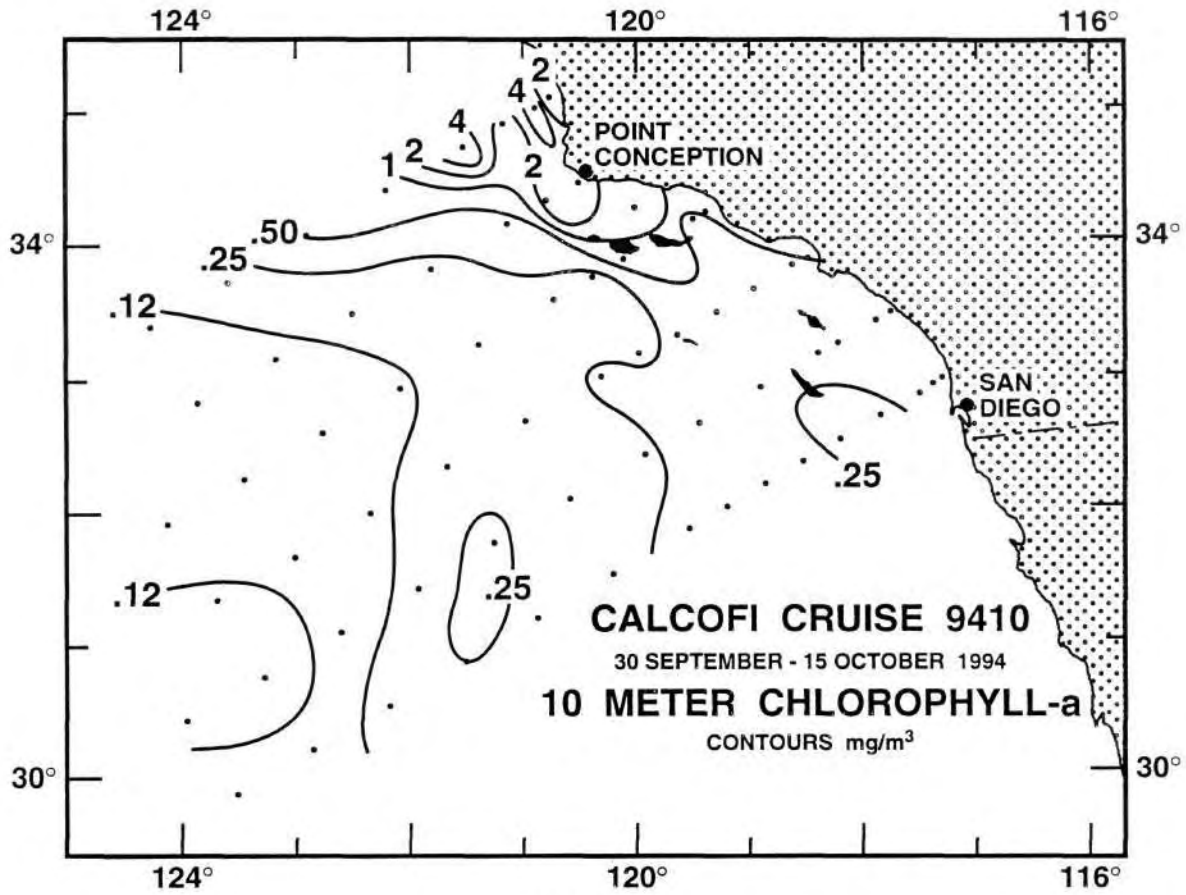 124°
120°
116°
2
4
4
2
1
2
POINT
CONCEPTION
34°
34°
.50
.25
.12
SAN
DIEGO
.25
.12
.25
CALCOFI CRUISE 9410
30 SEPTEMBER - 15 OCTOBER 1994
10 METER CHLOROPHYLL-a
CONTOURS mg/m³
30°
30°
124°
120°
116°